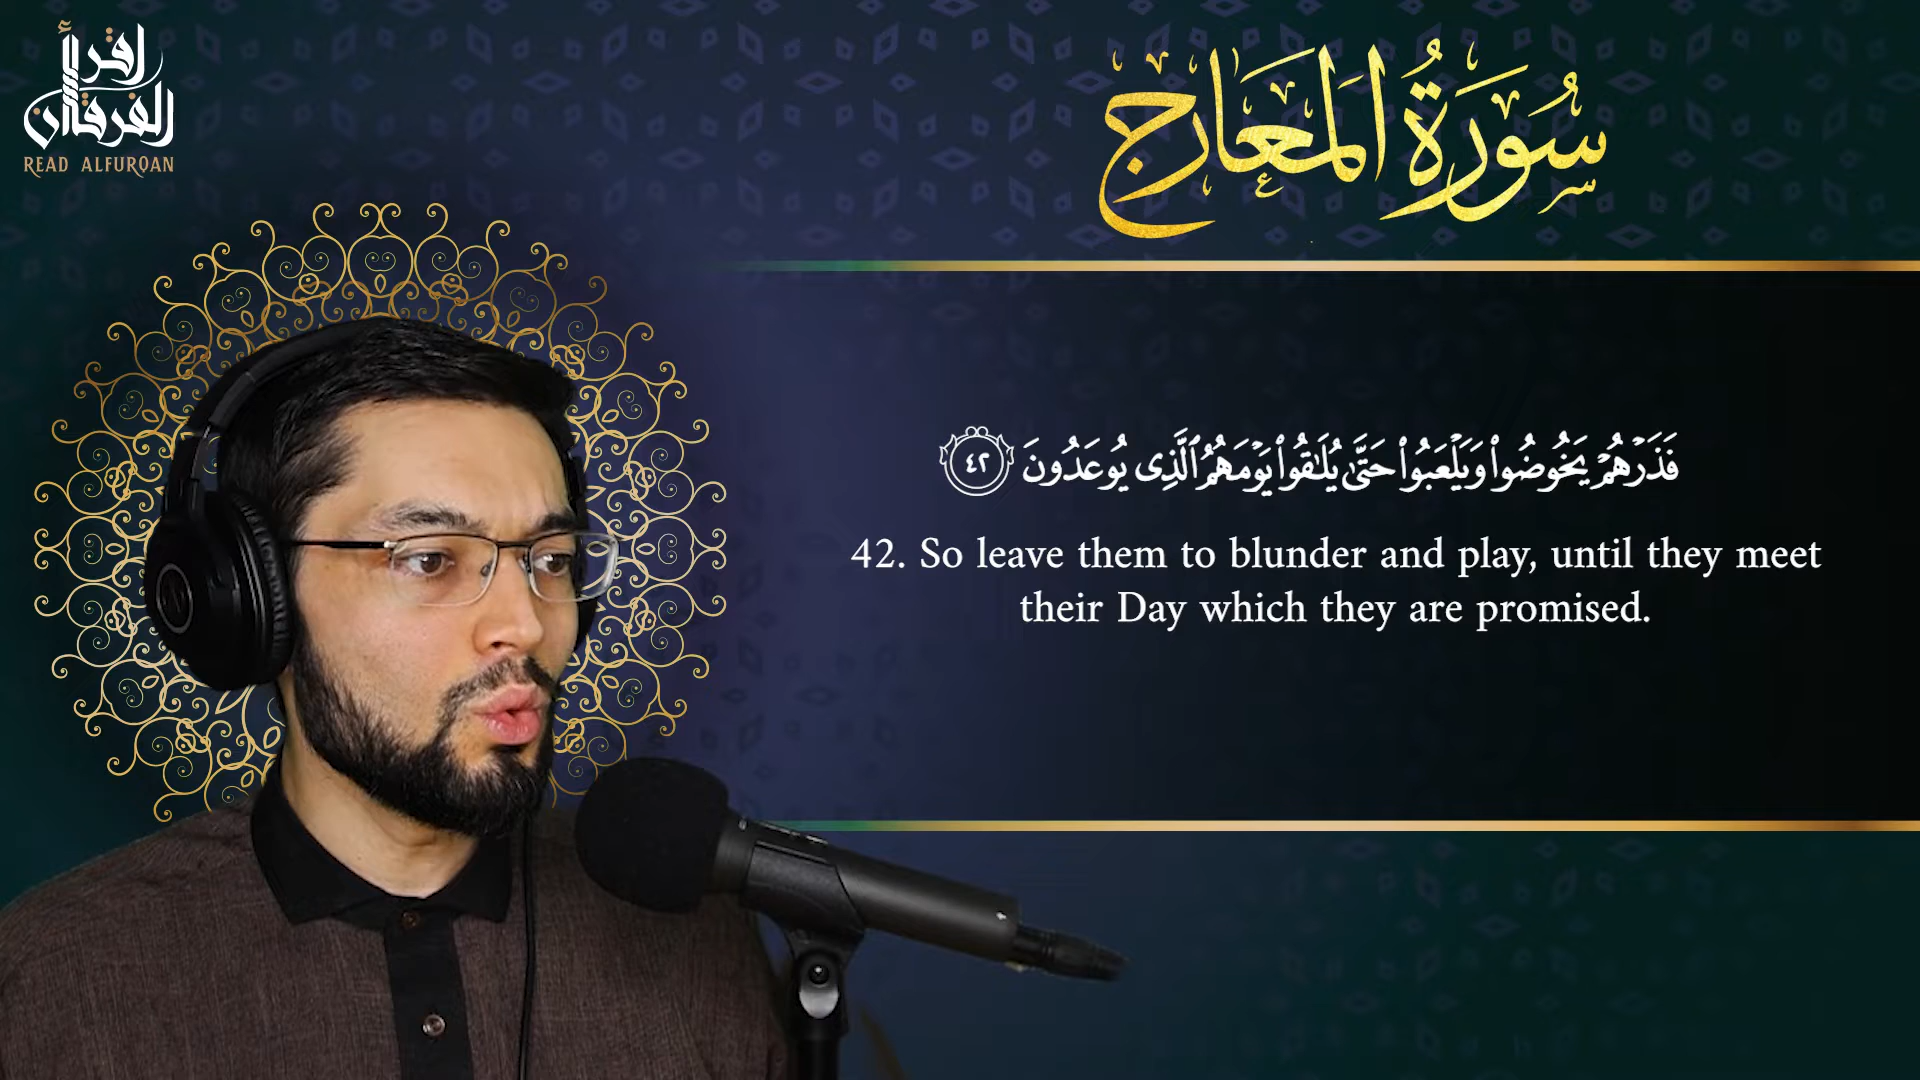 اقرأ
الفرقان
READ ALFURQAN
سُورَةُ المَعَارِج
فَذَرْهُمْ يَخُوضُوا۟ وَيَلْعَبُوا۟ حَتَّىٰ يُلَـٰقُوا۟ يَوْمَهُمُ ٱلَّذِى يُوعَدُونَ ٤٢
42. So leave them to blunder and play, until they meet
their Day which they are promised.